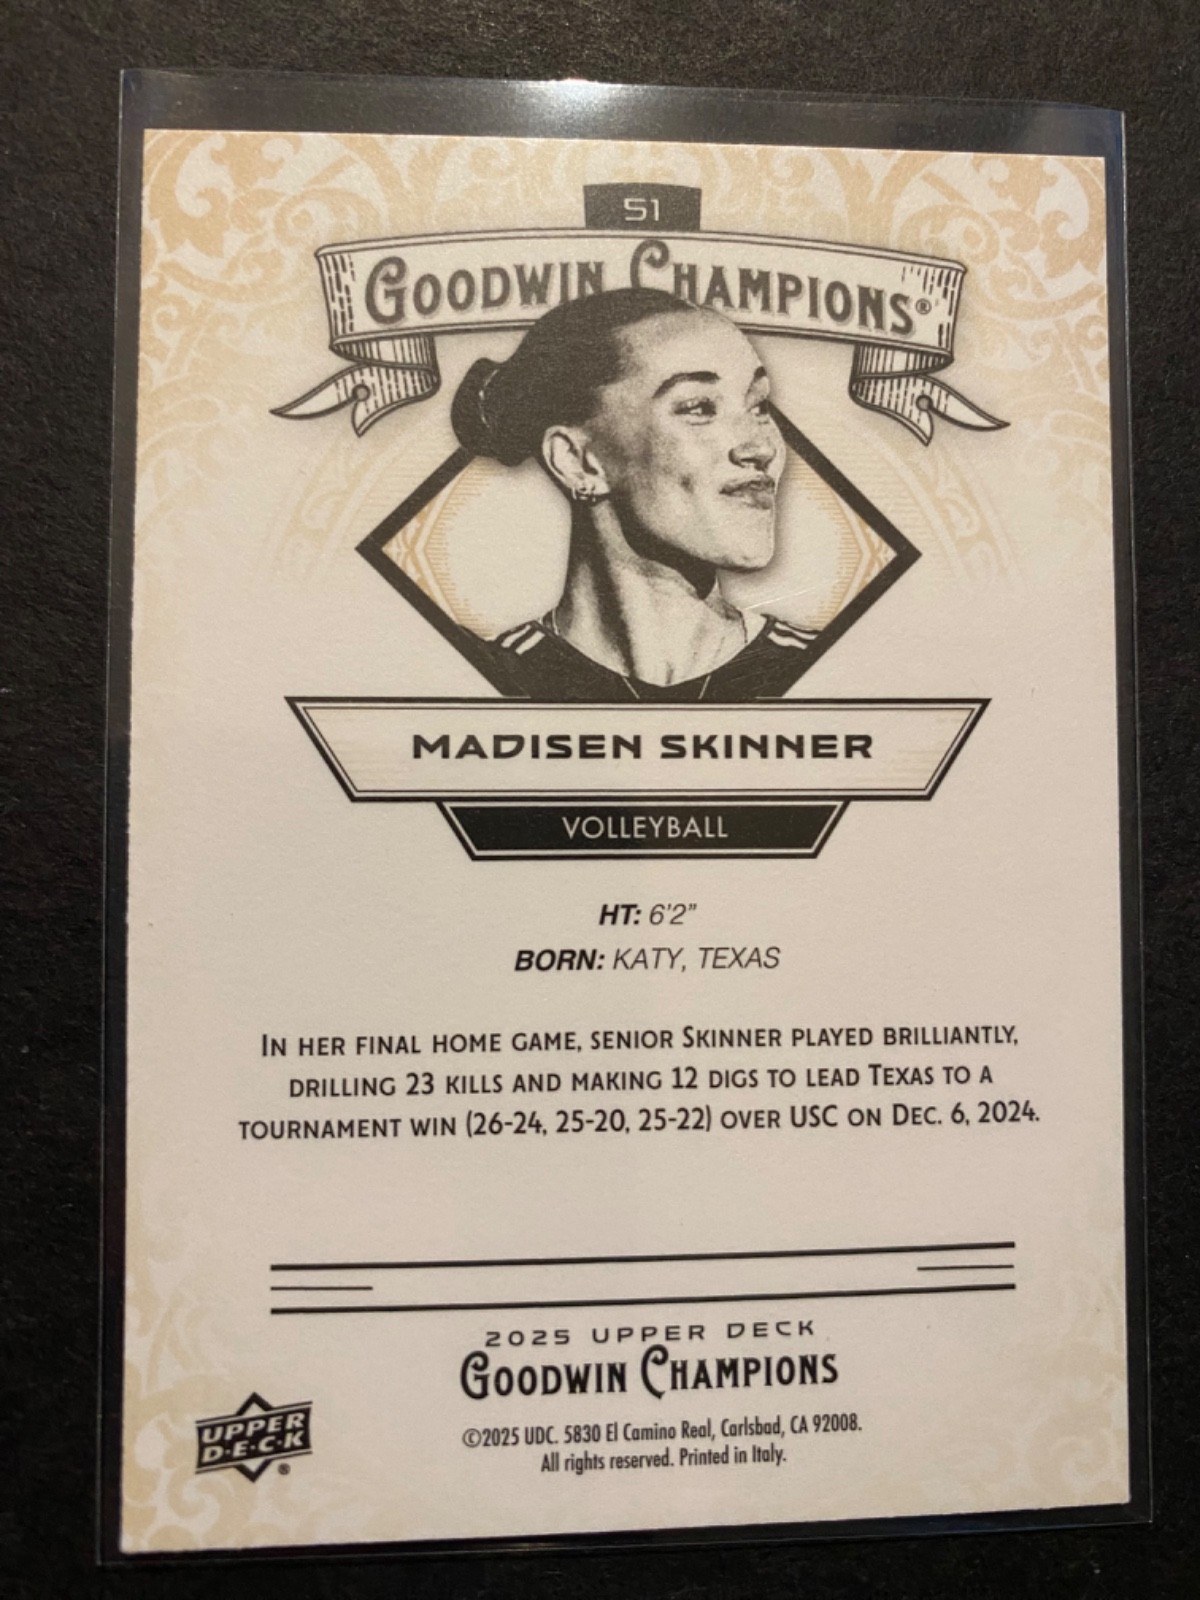 51
GOODWIN CHAMPIONS®
MADISEN SKINNER
VOLLEYBALL
HT: 6'2"
BORN: KATY, TEXAS
IN HER FINAL HOME GAME, SENIOR SKINNER PLAYED BRILLIANTLY,
DRILLING 23 KILLS AND MAKING 12 DIGS TO LEAD TEXAS TO A
TOURNAMENT WIN (26-24, 25-20, 25-22) OVER USC ON DEC. 6, 2024.
2025 UPPER DECK
GOODWIN CHAMPIONS
©2025 UDC. 5830 El Camino Real, Carlsbad, CA 92008.
All rights reserved. Printed in Italy.
UPPER
D•E•C•K®